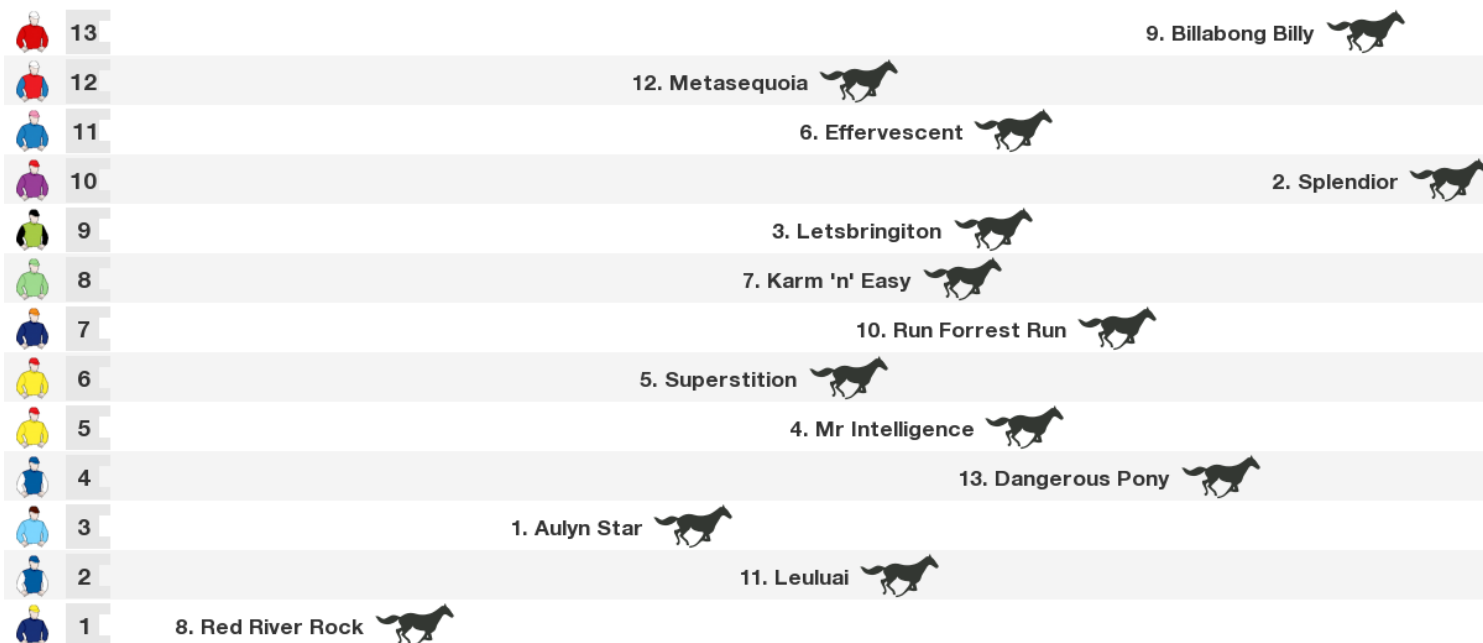 13 9. Billabong Billy
12 12. Metasequoia
11 6. Effervescent
10 2. Splendior
9 3. Letsbringiton
8 7. Karm 'n' Easy
7 10. Run Forrest Run
6 5. Superstition
5 4. Mr Intelligence
4 13. Dangerous Pony
3 1. Aulyn Star
2 11. Leuluai
1 8. Red River Rock